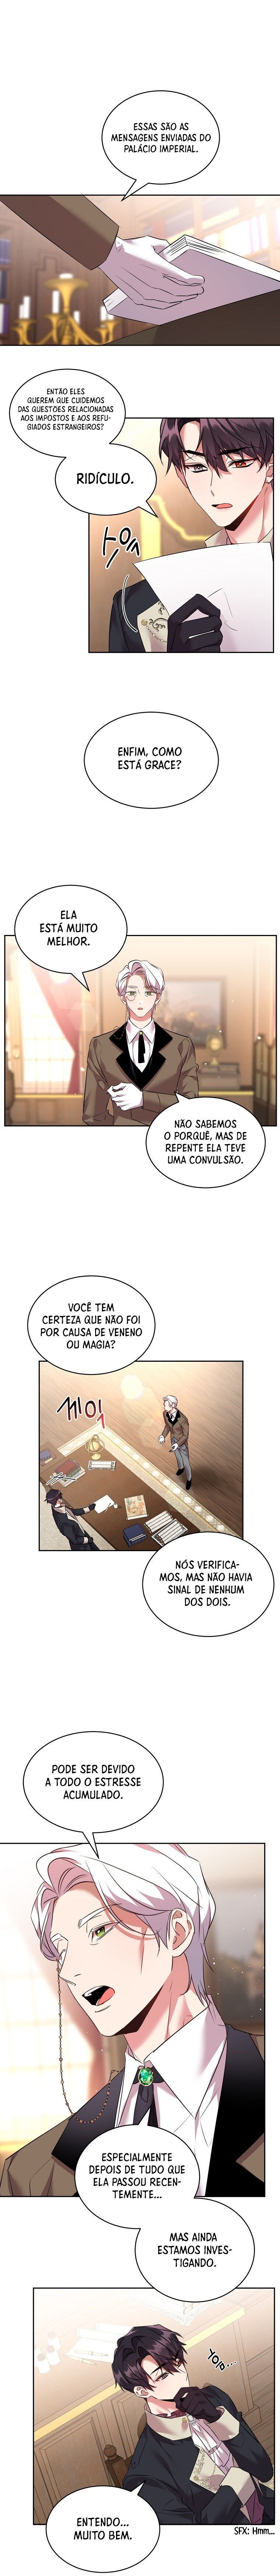 ESSAS SÃO AS
MENSAGENS ENVIADAS DO
PALÁCIO IMPERIAL.
ENTÃO ELES
QUEREM QUE CUIDEMOS
DAS QUESTÕES RELACIONADAS
AOS IMPOSTOS E AOS REFU-
GIADOS ESTRANGEIROS?
RIDÍCULO.
ENFIM, COMO
ESTÁ GRACE?
ELA
ESTÁ MUITO
MELHOR.
NÃO SABEMOS
O PORQUÊ, MAS DE
REPENTE ELA TEVE
UMA CONVULSÃO.
VOCÊ TEM
CERTEZA QUE NÃO FOI
POR CAUSA DE VENENO
OU MAGIA?
NÓS VERIFICA-
MOS, MAS NÃO HAVIA
SINAL DE NENHUM
DOS DOIS.
PODE SER DEVIDO
A TODO O ESTRESSE
ACUMULADO.
ESPECIALMENTE
DEPOIS DE TUDO QUE
ELA PASSOU RECEN-
TEMENTE...
MAS AINDA
ESTAMOS INVES-
TIGANDO.
SFX: Hmm...
ENTENDO...
MUITO BEM.